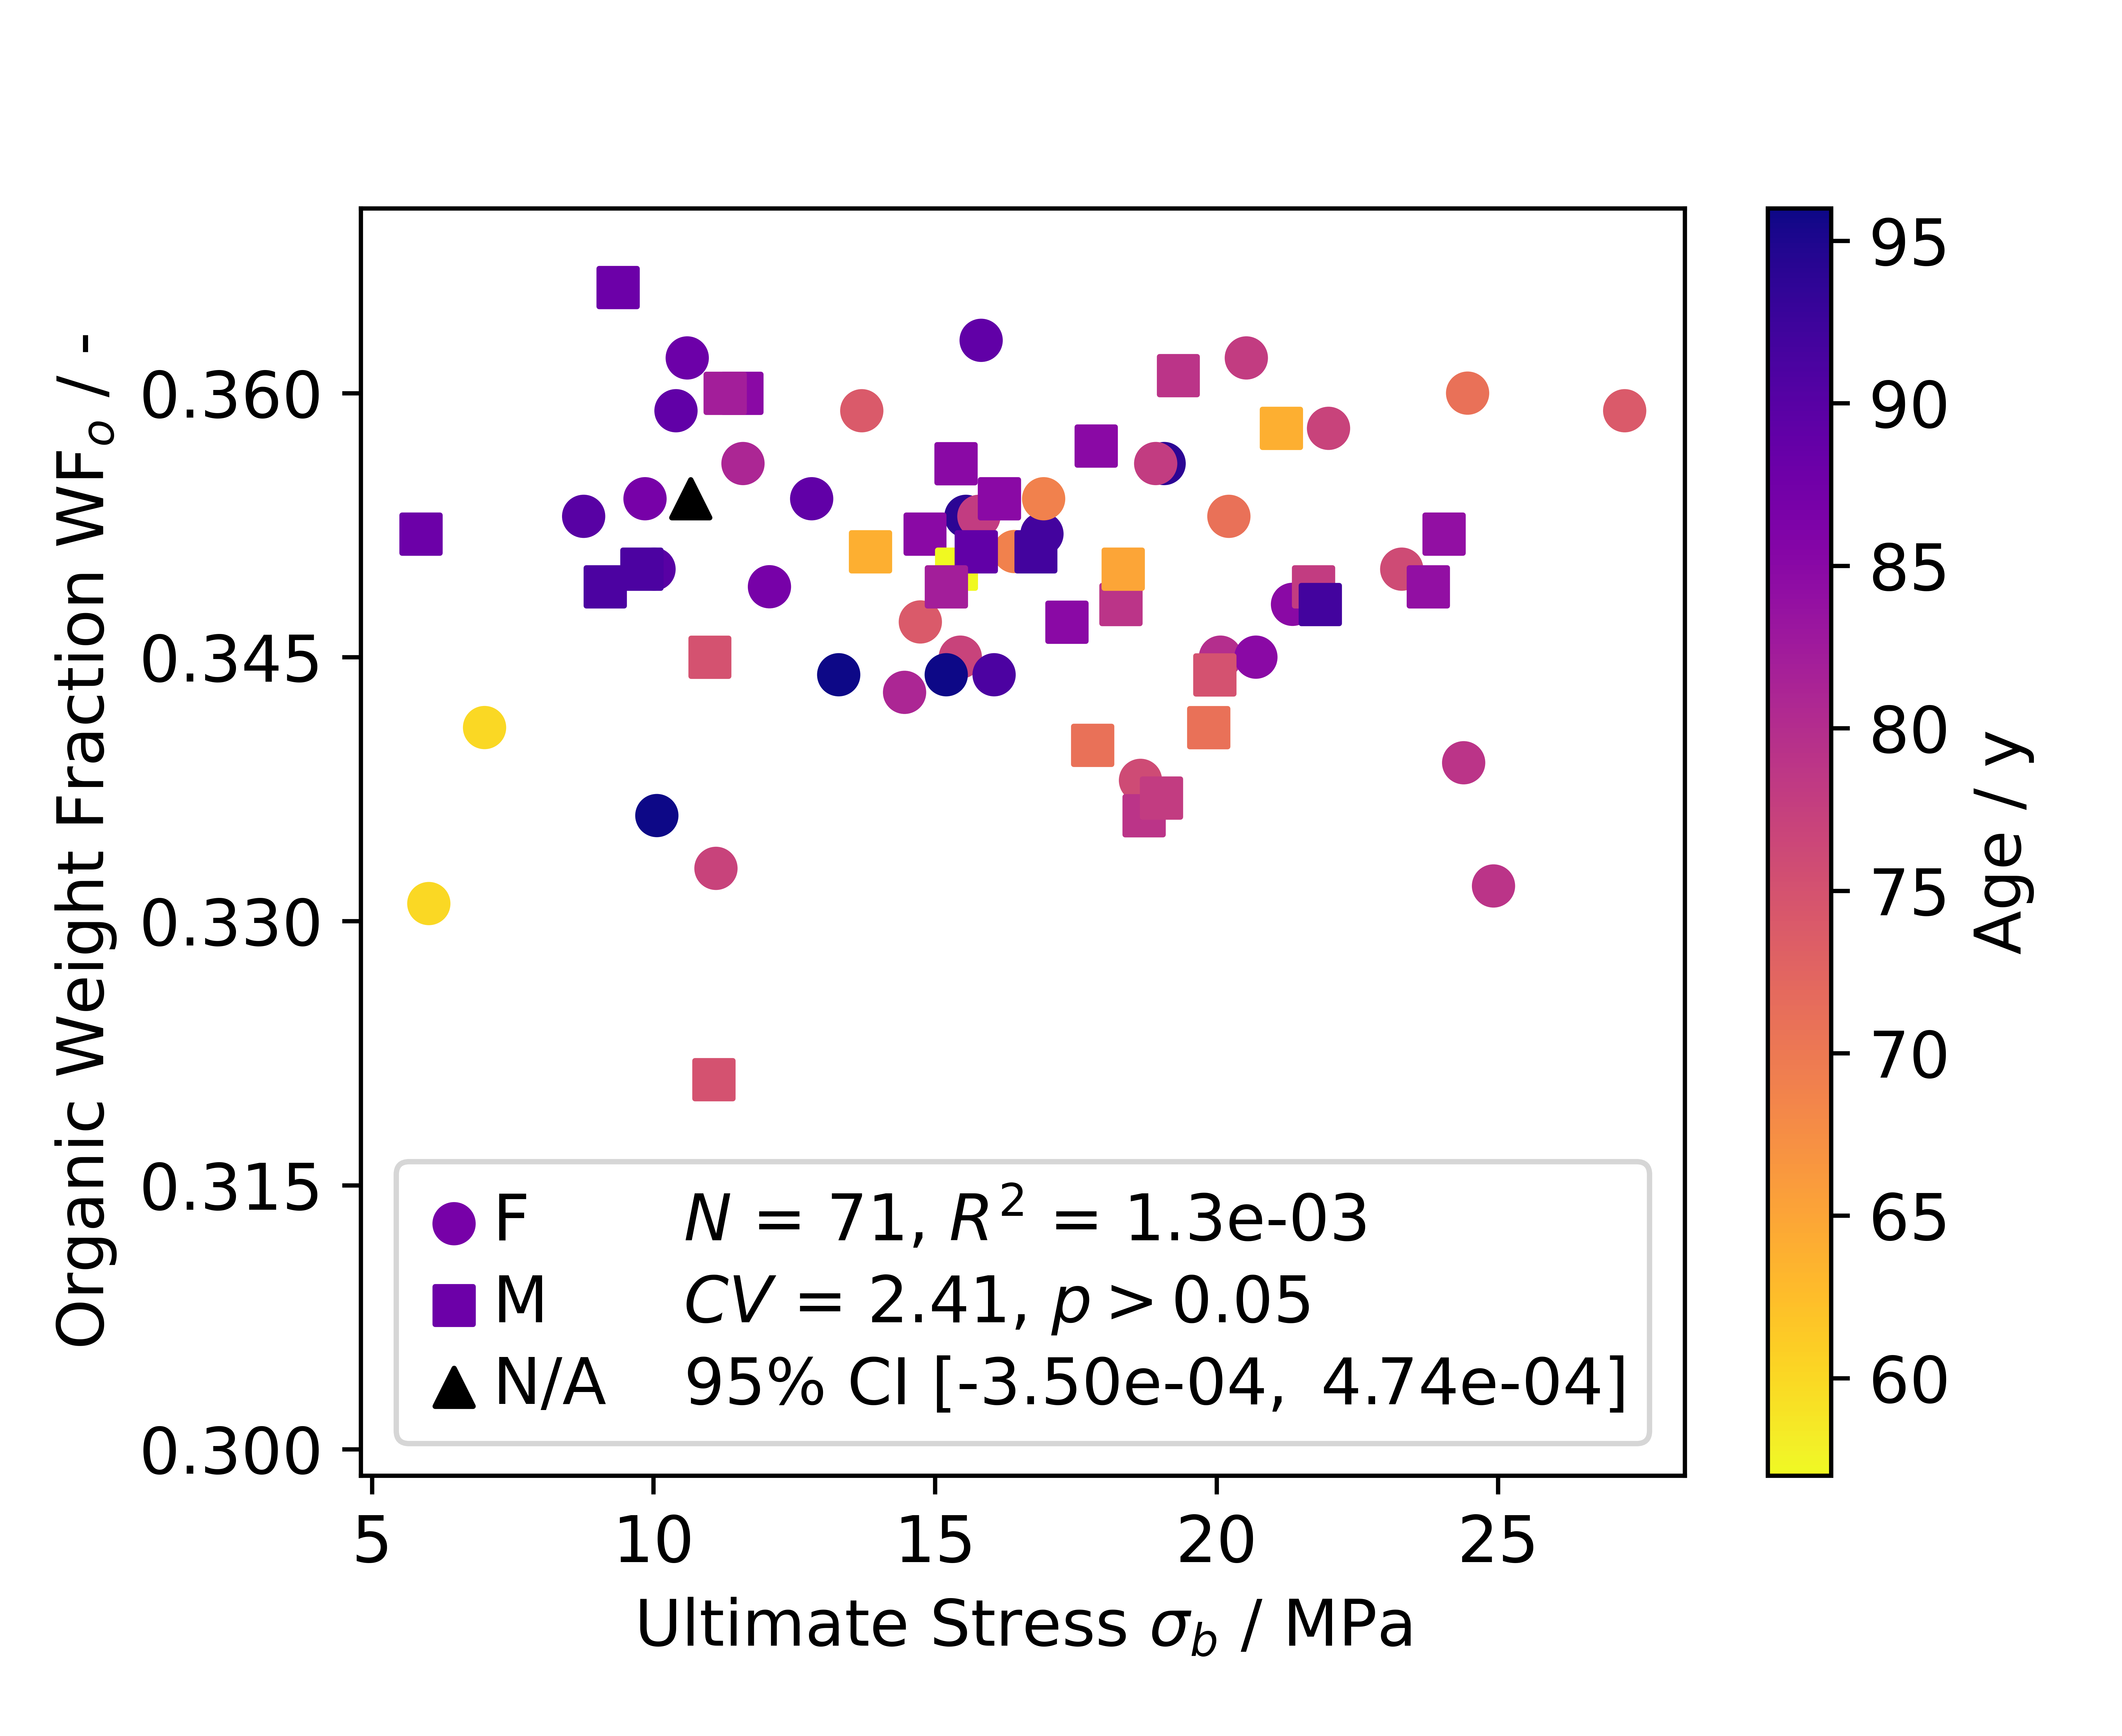 Organic Weight Fraction WFₒ / -
0.360
0.345
0.330
0.315
0.300
F
M
N/A
N = 71, R² = 1.3e-03
CV = 2.41, p > 0.05
95% CI [-3.50e-04, 4.74e-04]
5 10 15 20 25
Ultimate Stress σ_b / MPa
95
90
85
80
75
70
65
60
Age / y